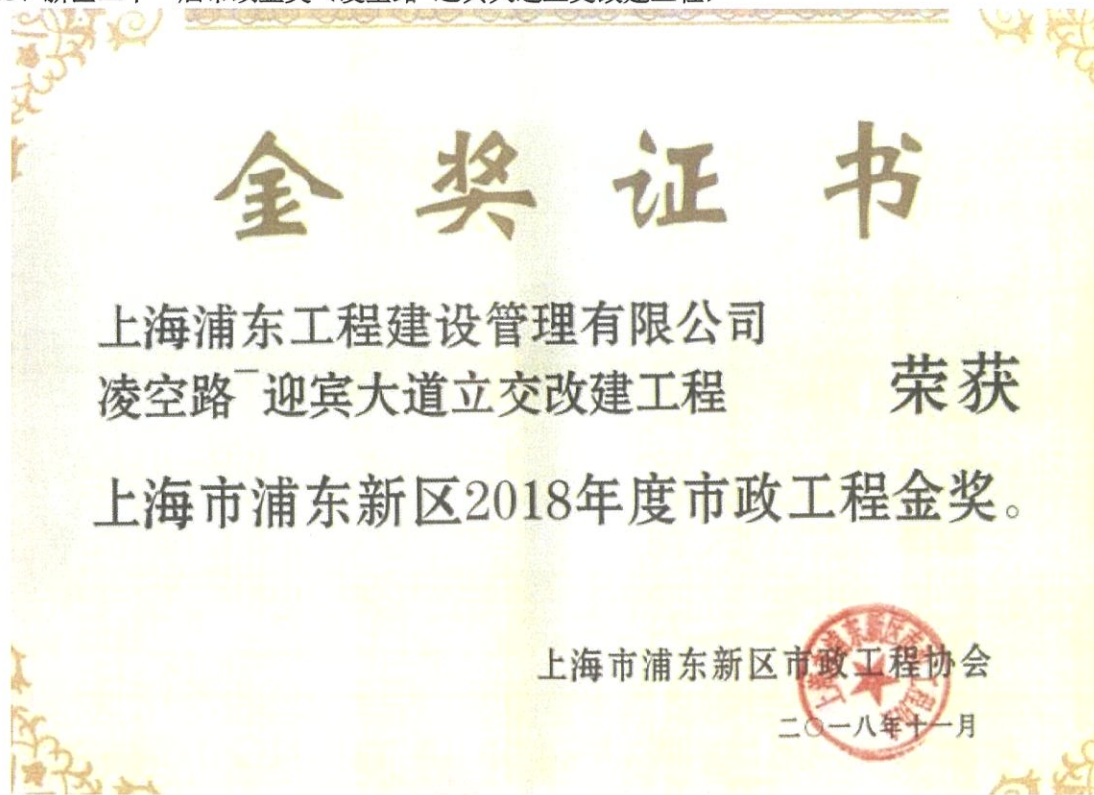 金奖证书
上海浦东工程建设管理有限公司
凌空路¯迎宾大道立交改建工程 荣获
上海市浦东新区2018年度市政工程金奖。
上海市浦东新区市政工程协会
二〇一八年十一月